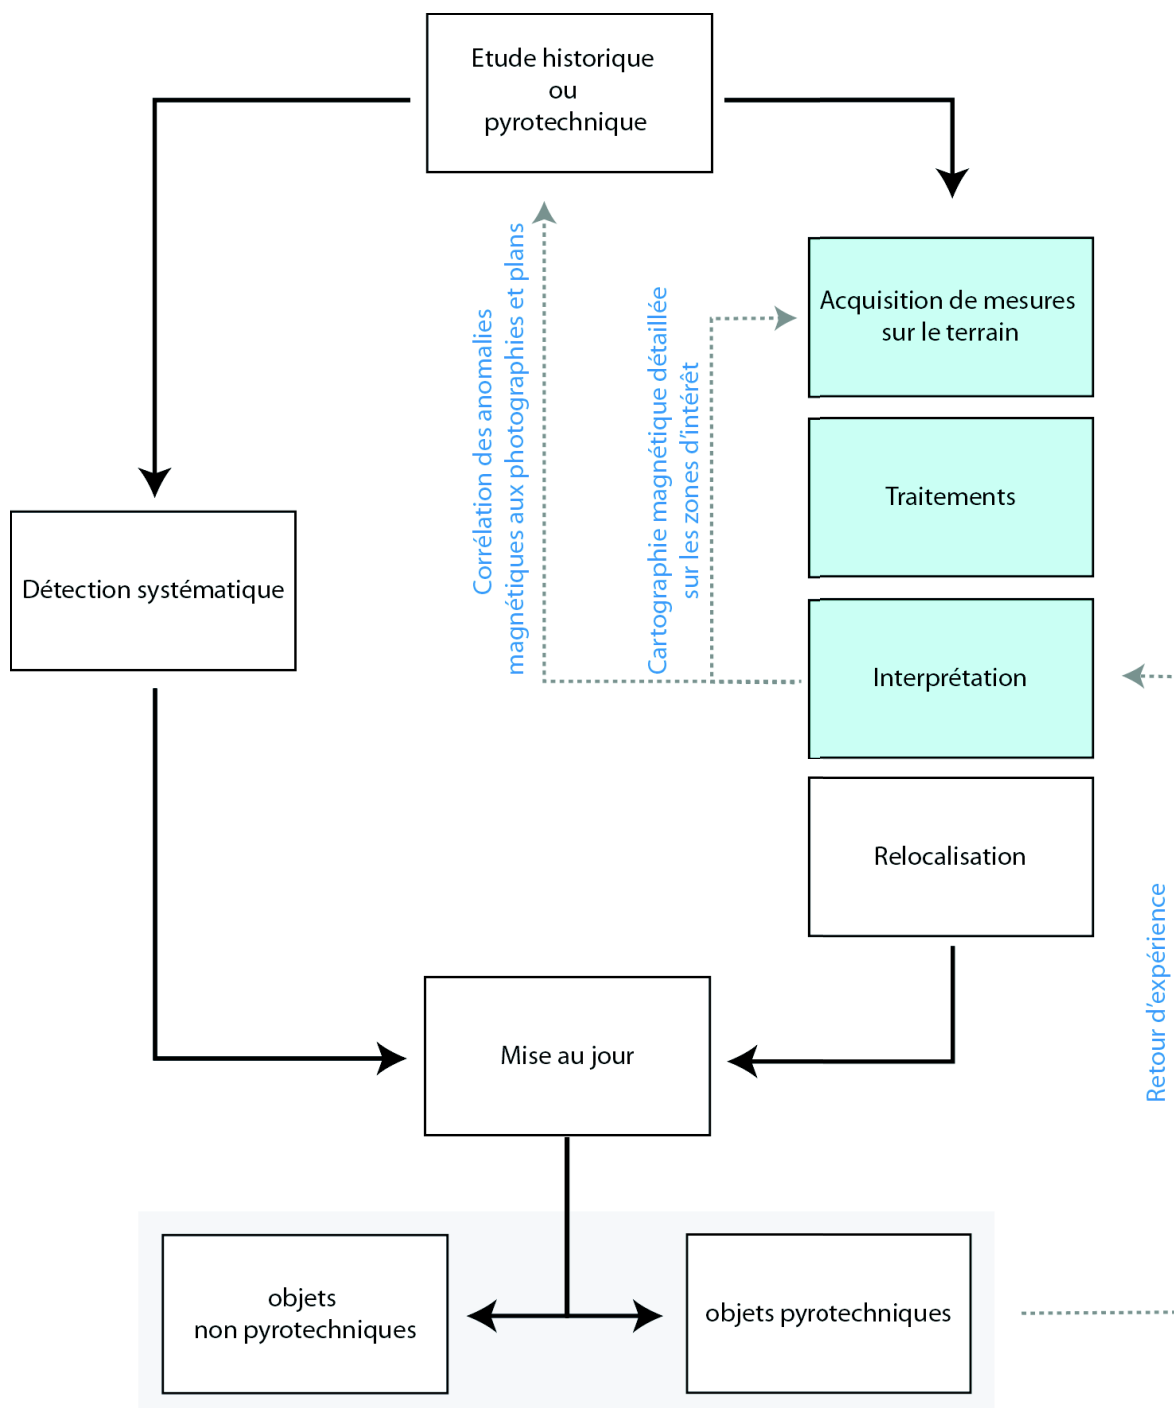 Etude historique
ou
pyrotechnique
Corrélation des anomalies
magnétiques aux photographies et plans
Cartographie magnétique détaillée
sur les zones d'intérêt
Acquisition de mesures
sur le terrain
Traitements
Détection systématique
Interprétation
Relocalisation
Retour d'expérience
Mise au jour
objets
non pyrotechniques
objets pyrotechniques